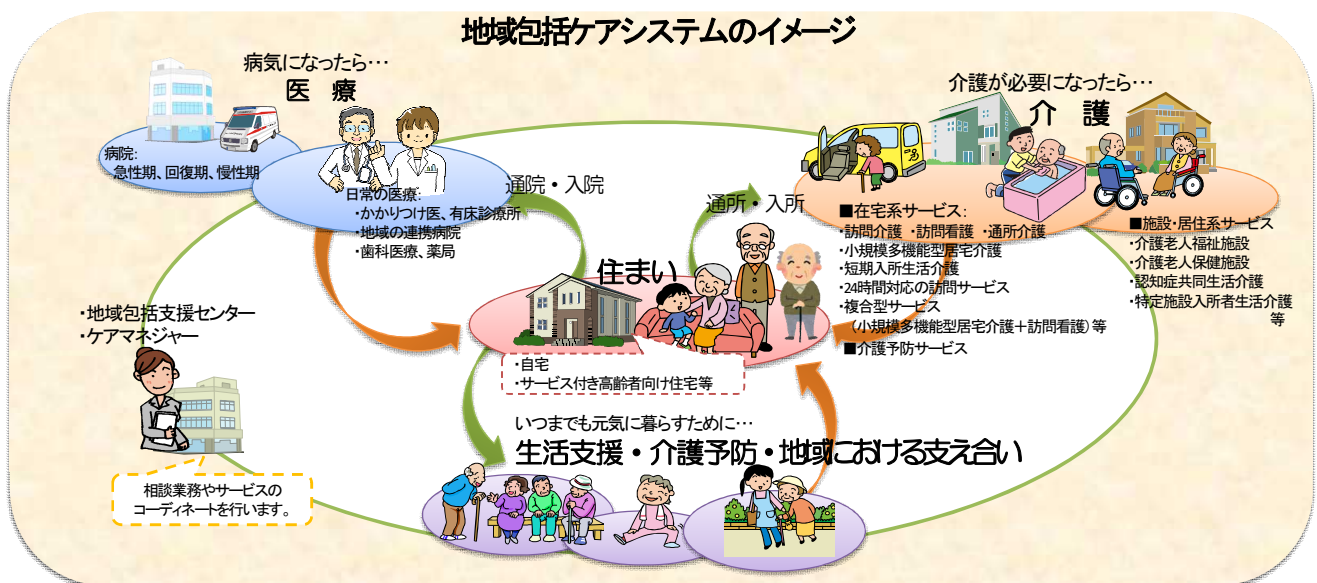 地域包括ケアシステムのイメージ
病気になったら…
医 療
病院:
急性期、回復期、慢性期
日常の医療:
・かかりつけ医、有床診療所
・地域の連携病院
・歯科医療、薬局
通院・入院
通所・入所
介護が必要になったら…
介 護
■在宅系サービス:
・訪問介護 ・訪問看護 ・通所介護
・小規模多機能型居宅介護
・短期入所生活介護
・24時間対応の訪問サービス
・複合型サービス
(小規模多機能型居宅介護+訪問看護)等
■介護予防サービス
■施設・居住系サービス
・介護老人福祉施設
・介護老人保健施設
・認知症共同生活介護
・特定施設入所者生活介護
等
住まい
・自宅
・サービス付き高齢者向け住宅等
・地域包括支援センター
・ケアマネジャー
相談業務やサービスの
コーディネートを行います。
いつまでも元気に暮らすために…
生活支援・介護予防・地域における支え合い